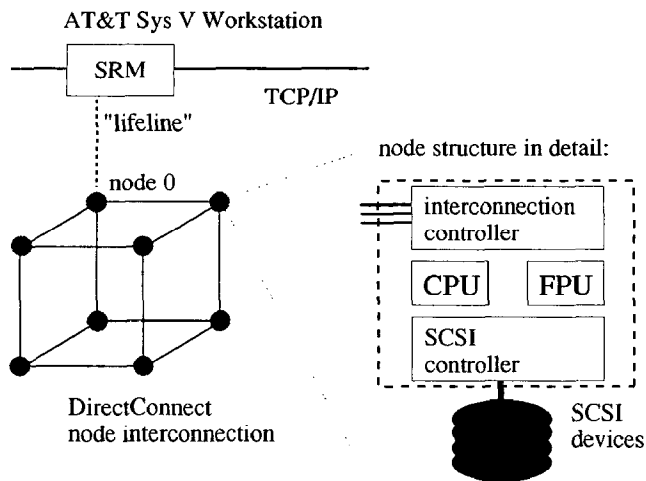 AT&T Sys V Workstation
SRM
TCP/IP
"lifeline"
node 0
DirectConnect
node interconnection
node structure in detail:
interconnection
controller
CPU
FPU
SCSI
controller
SCSI
devices